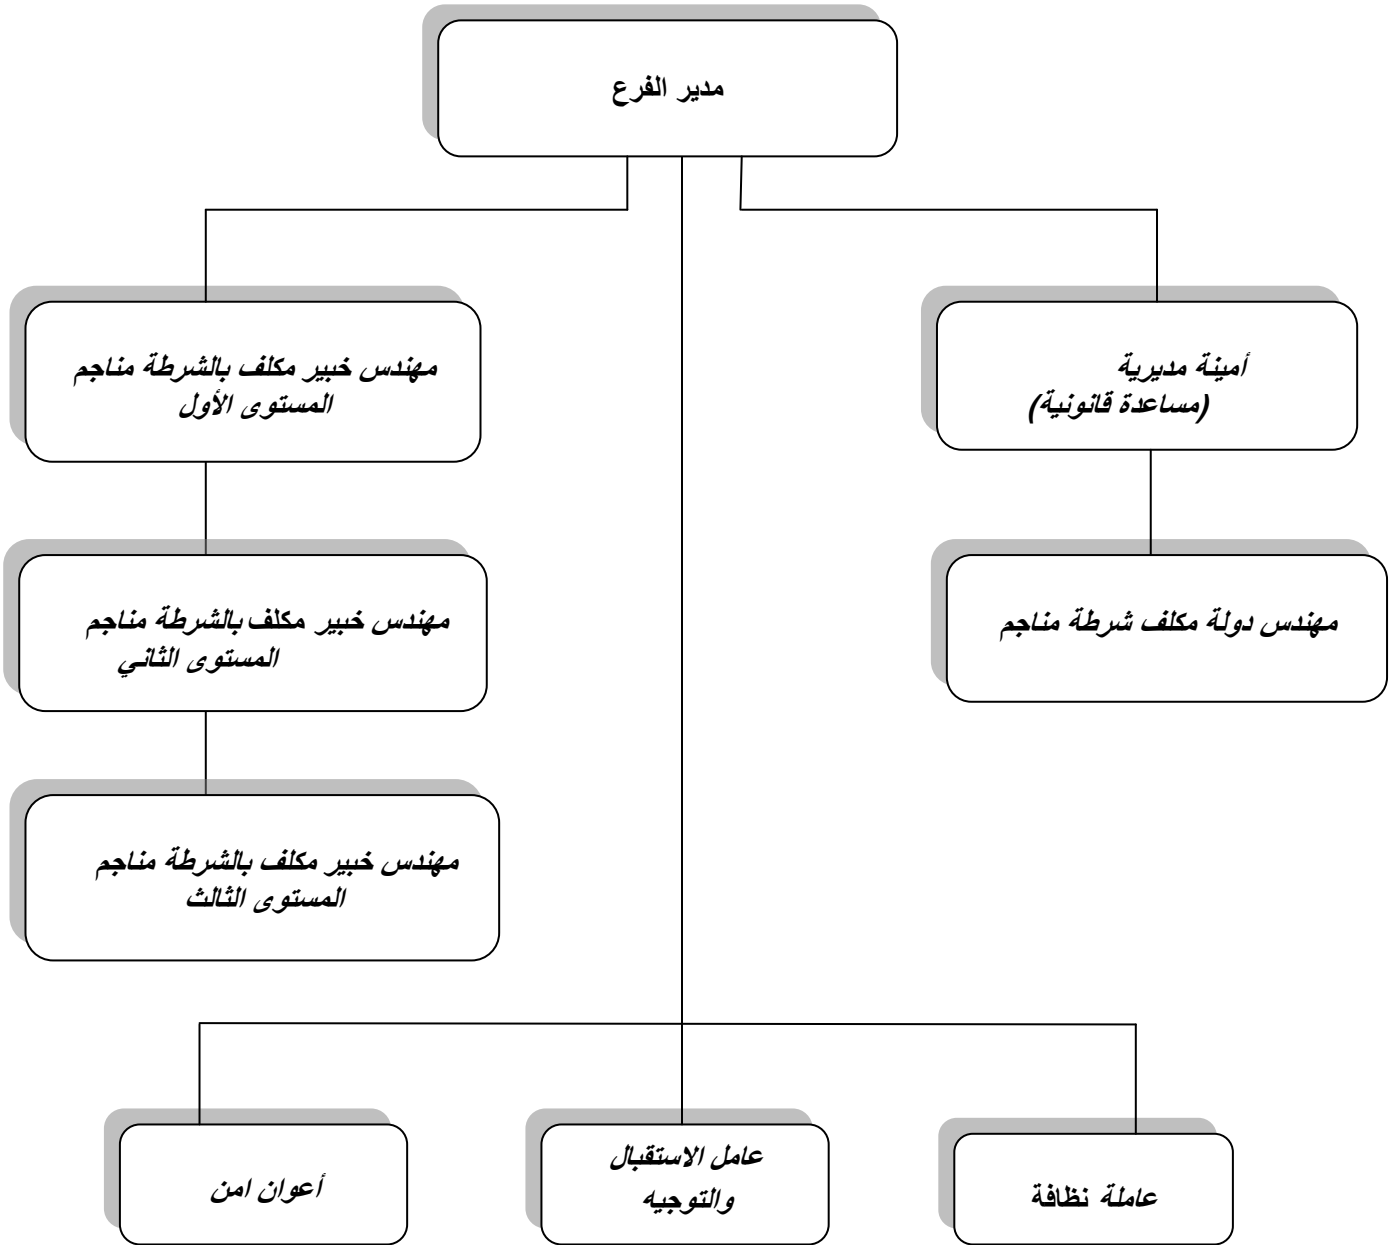 مدير الفرع
أمينة مديرية
(مساعدة قانونية)
مهندس خبير مكلف بالشرطة مناجم
المستوى الأول
مهندس دولة مكلف شرطة مناجم
مهندس خبير مكلف بالشرطة مناجم
المستوى الثاني
مهندس خبير مكلف بالشرطة مناجم
المستوى الثالث
عاملة نظافة
عامل الاستقبال
والتوجيه
أعوان امن